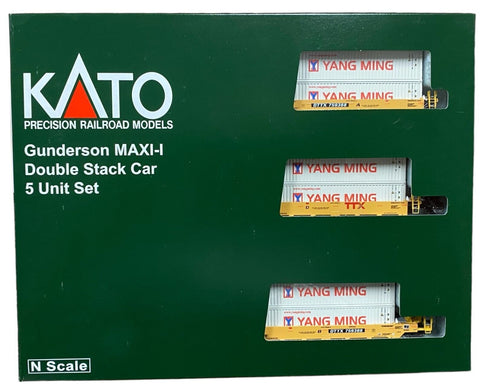 KATO
PRECISION RAILROAD MODELS
Gunderson MAXI-I
Double Stack Car
5 Unit Set
N Scale
YANG MING
YANG MING
YANG MING
YANG MING
TTX
YANG MING
YANG MING